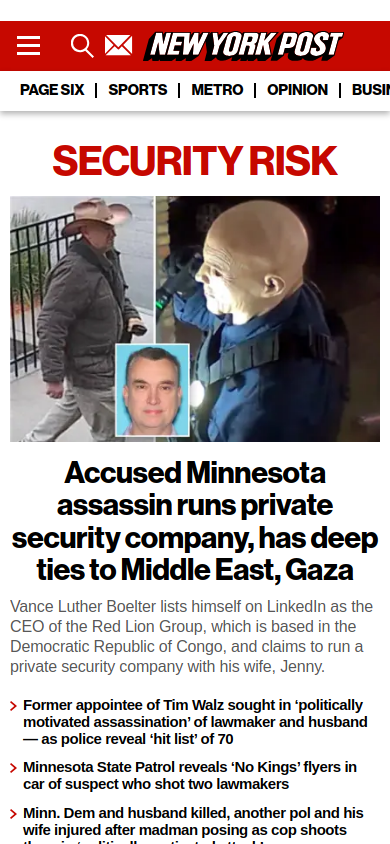 NEW YORK POST
PAGE SIX | SPORTS | METRO | OPINION |
SECURITY RISK
Accused Minnesota
assassin runs private
security company, has deep
ties to Middle East, Gaza
Vance Luther Boelter lists himself on LinkedIn as the
CEO of the Red Lion Group, which is based in the
Democratic Republic of Congo, and claims to run a
private security company with his wife, Jenny.
Former appointee of Tim Walz sought in ‘politically
motivated assassination’ of lawmaker and husband
— as police reveal ‘hit list’ of 70
Minnesota State Patrol reveals ‘No Kings’ flyers in
car of suspect who shot two lawmakers
Minn. Dem and husband killed, another pol and his
wife injured after madman posing as cop shoots